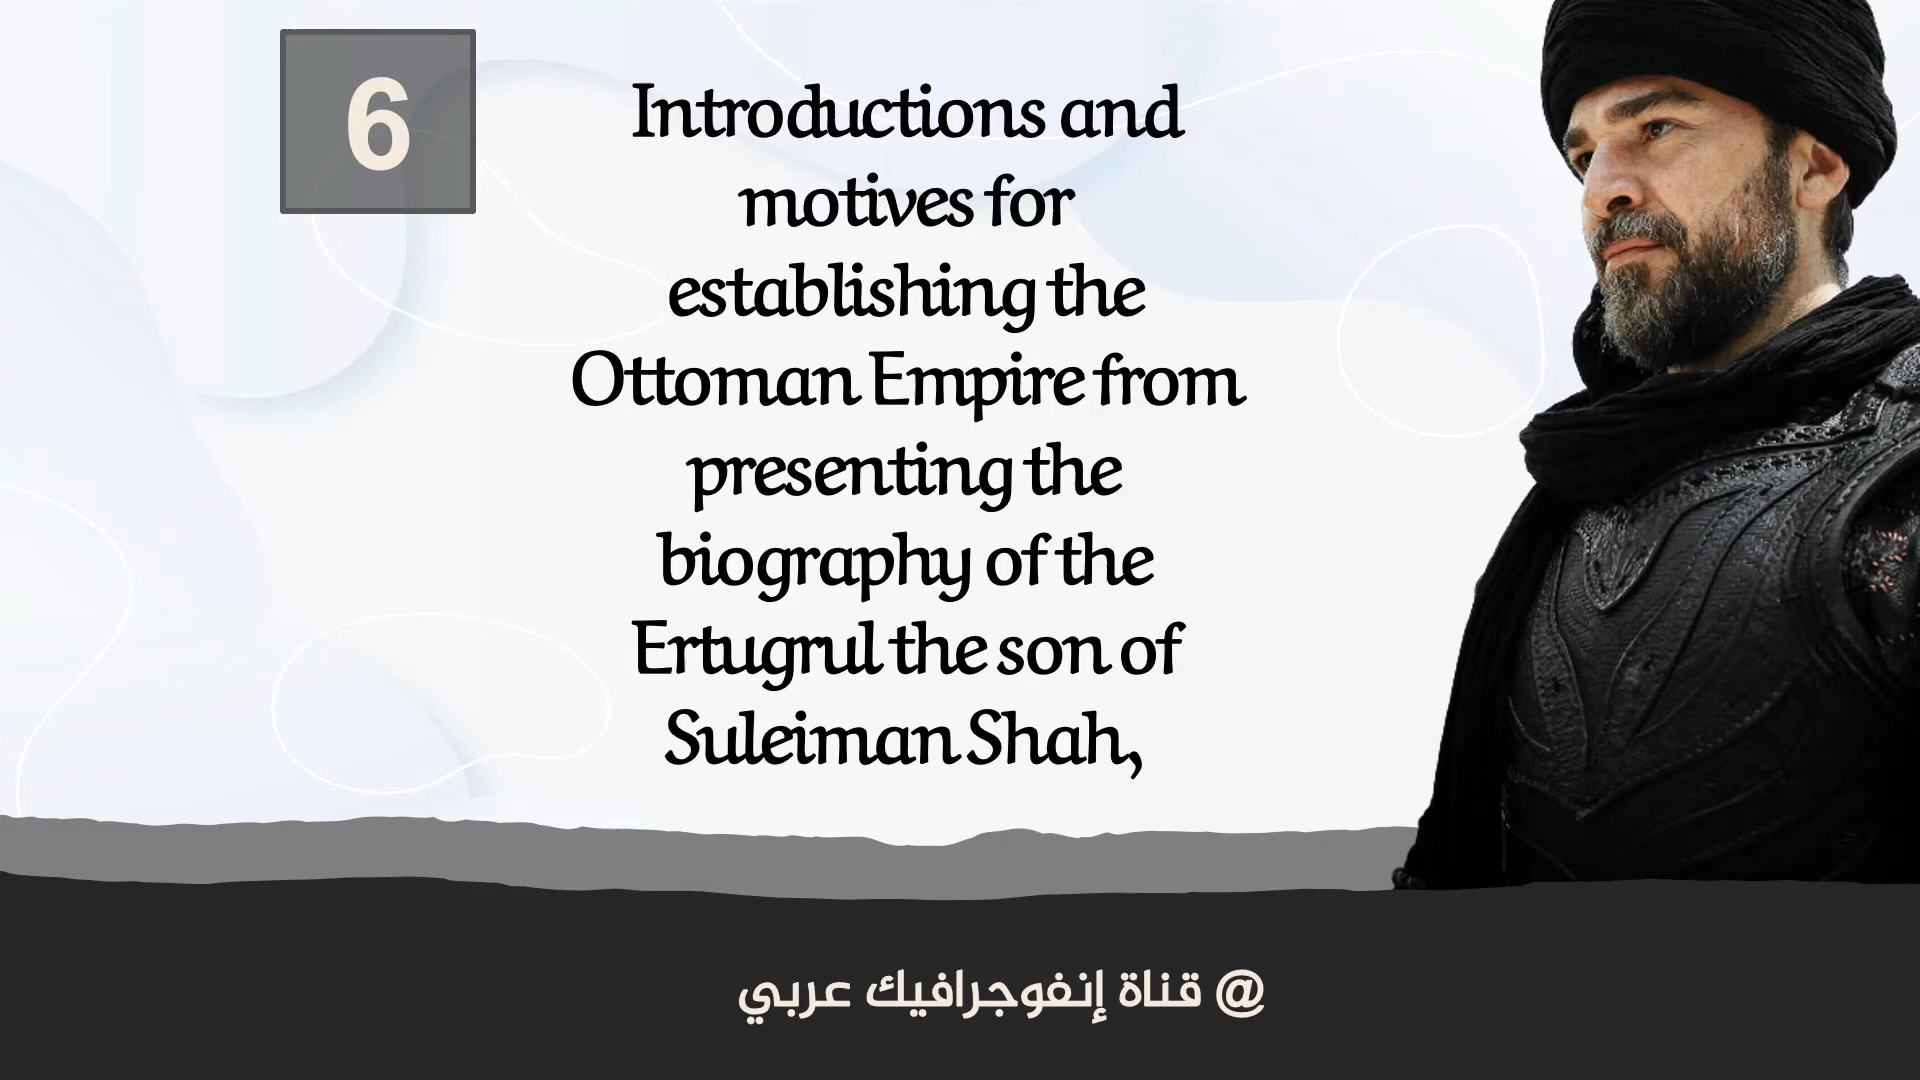 6
Introductions and
motives for
establishing the
Ottoman Empire from
presenting the
biography of the
Ertugrul the son of
Suleiman Shah,
@ قناة إنفوجرافيك عربي